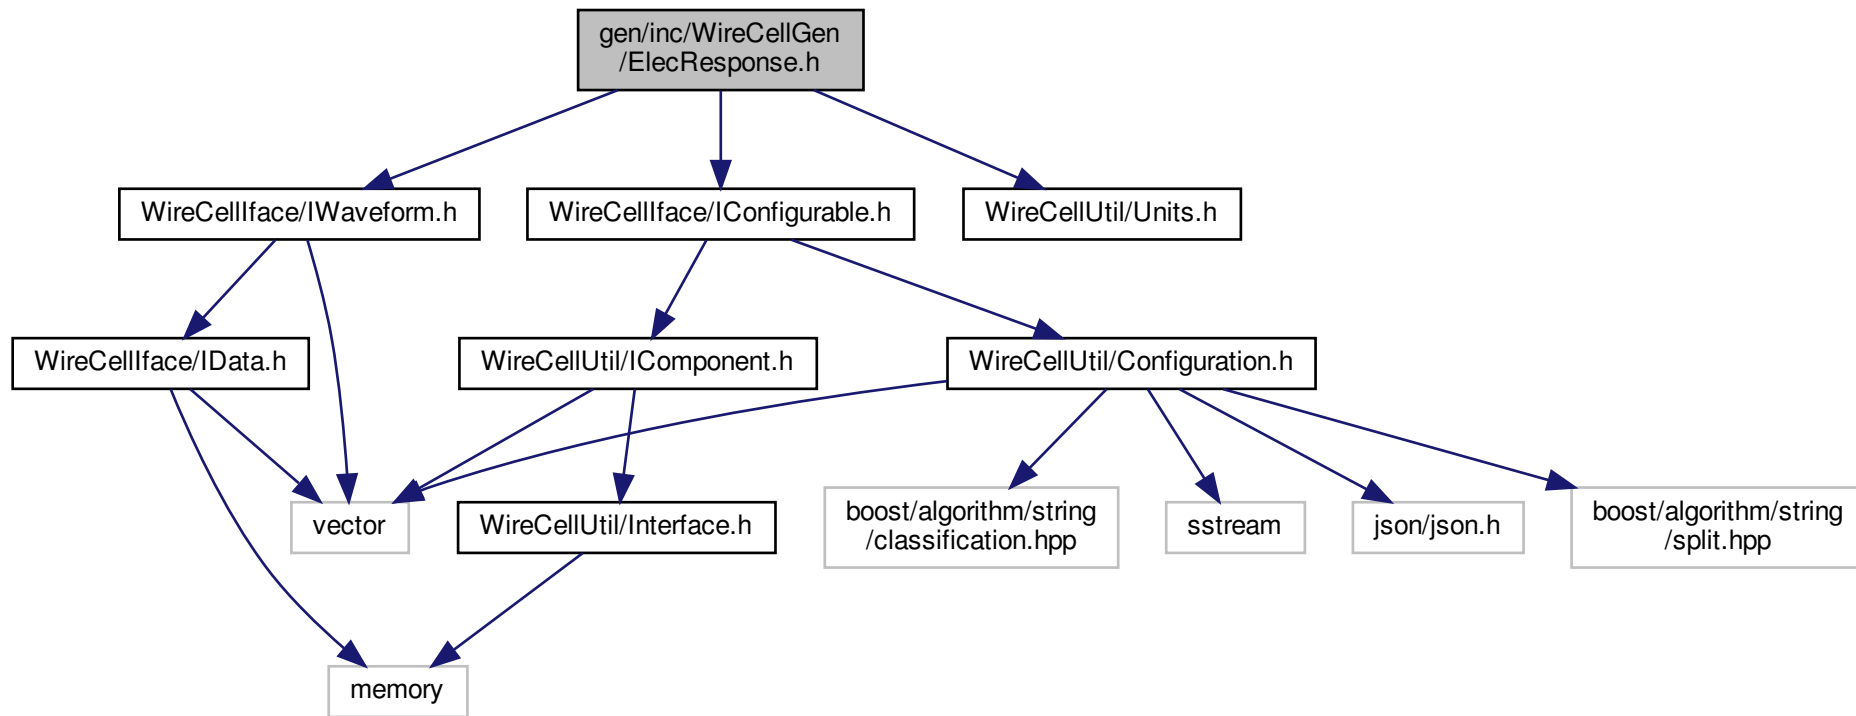 gen/inc/WireCellGen
/ElecResponse.h
WireCellIface/IWaveform.h
WireCellIface/IConfigurable.h
WireCellUtil/Units.h
WireCellIface/IData.h
WireCellUtil/IComponent.h
WireCellUtil/Configuration.h
vector
WireCellUtil/Interface.h
boost/algorithm/string
/classification.hpp
sstream
json/json.h
boost/algorithm/string
/split.hpp
memory